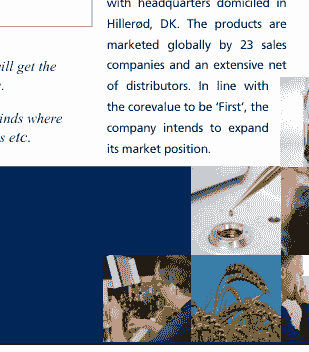 with headquarters domiciled in
Hillerød, DK. The products are
marketed globally by 23 sales
companies and an extensive net
of distributors. In line with
the corevalue to be ‘First’, the
company intends to expand
its market position.
ill get the
.
inds where
s etc.